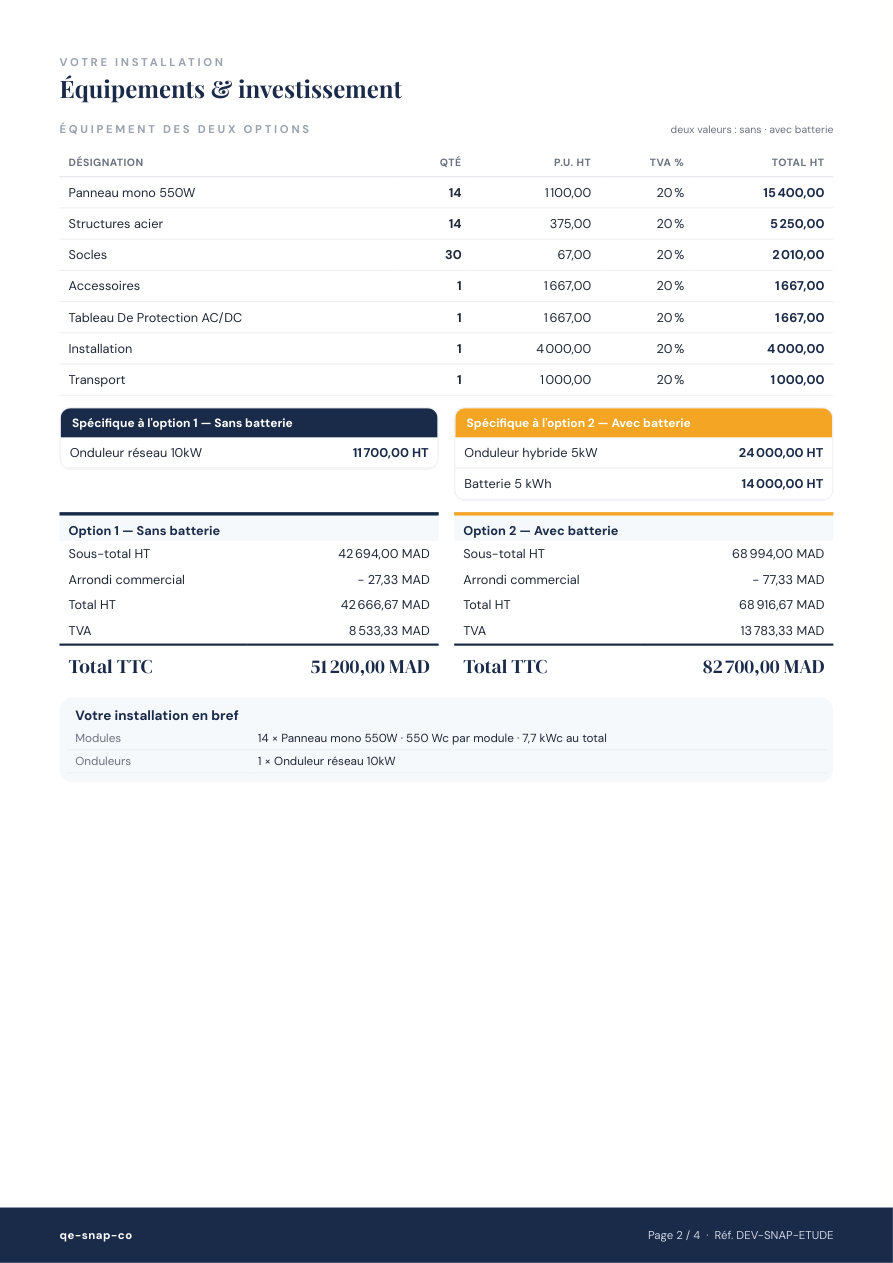 VOTRE INSTALLATION
Équipements & investissement
ÉQUIPEMENT DES DEUX OPTIONS deux valeurs : sans · avec batterie
DÉSIGNATION QTÉ P.U. HT TVA % TOTAL HT
Panneau mono 550W 14 1 100,00 20 % 15 400,00
Structures acier 14 375,00 20 % 5 250,00
Socles 30 67,00 20 % 2 010,00
Accessoires 1 1 667,00 20 % 1 667,00
Tableau De Protection AC/DC 1 1 667,00 20 % 1 667,00
Installation 1 4 000,00 20 % 4 000,00
Transport 1 1 000,00 20 % 1 000,00
Spécifique à l'option 1 — Sans batterie
Onduleur réseau 10kW 11 700,00 HT
Spécifique à l'option 2 — Avec batterie
Onduleur hybride 5kW 24 000,00 HT
Batterie 5 kWh 14 000,00 HT
Option 1 — Sans batterie
Sous-total HT 42 694,00 MAD
Arrondi commercial - 27,33 MAD
Total HT 42 666,67 MAD
TVA 8 533,33 MAD
Total TTC 51 200,00 MAD
Option 2 — Avec batterie
Sous-total HT 68 994,00 MAD
Arrondi commercial - 77,33 MAD
Total HT 68 916,67 MAD
TVA 13 783,33 MAD
Total TTC 82 700,00 MAD
Votre installation en bref
Modules 14 × Panneau mono 550W · 550 Wc par module · 7,7 kWc au total
Onduleurs 1 × Onduleur réseau 10kW
qe-snap-co Page 2 / 4 · Réf. DEV-SNAP-ETUDE